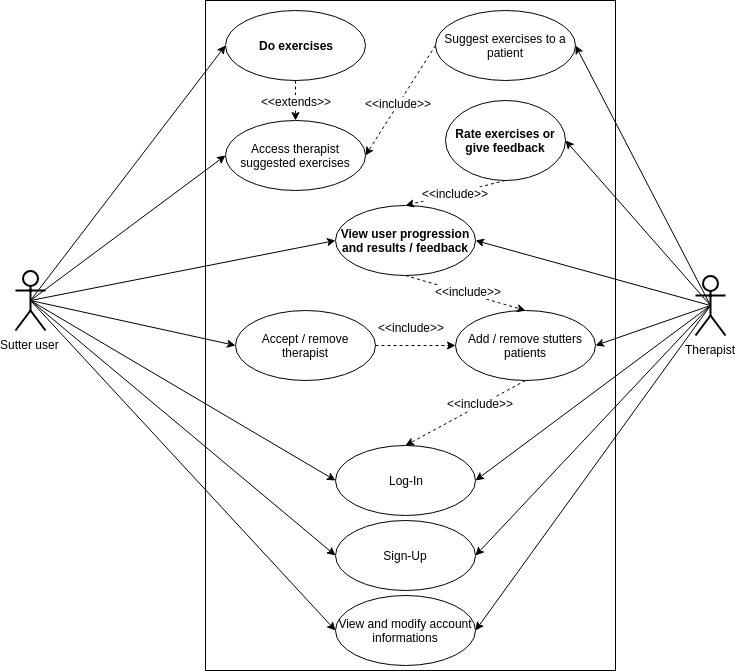 Do exercises
Suggest exercises to a
patient
<<extends>>
<<include>>
Access therapist
suggested exercises
Rate exercises or
give feedback
<<include>>
View user progression
and results / feedback
<<include>>
Sutter user
Therapist
Accept / remove
therapist
<<include>>
Add / remove stutters
patients
<<include>>
Log-In
Sign-Up
View and modify account
informations